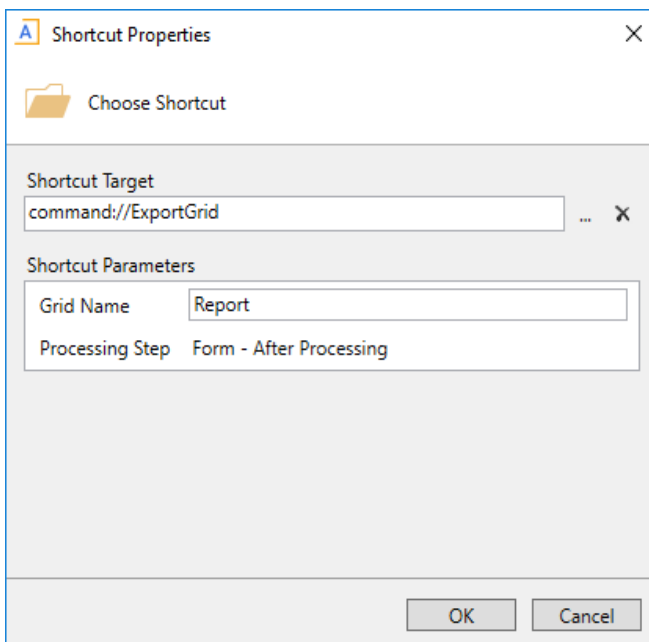 A Shortcut Properties
Choose Shortcut
Shortcut Target
command://ExportGrid
...
Shortcut Parameters
Grid Name Report
Processing Step Form - After Processing
OK Cancel